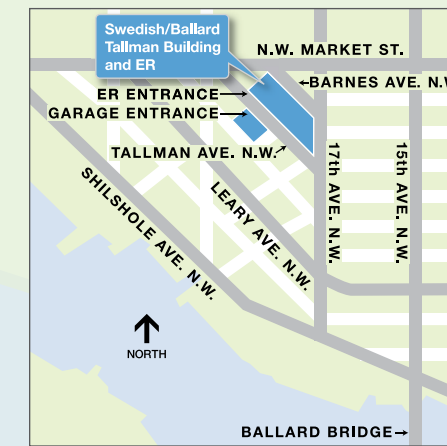 Swedish/Ballard
Tallman Building
and ER
N.W. MARKET ST.
BARNES AVE. N.W
ER ENTRANCE
GARAGE ENTRANCE
TALLMAN AVE. N.W.
17th AVE. N.W.
15th AVE. N.W.
SHILSHOLE AVE. N.W.
LEARY AVE. N.W.
NORTH
BALLARD BRIDGE